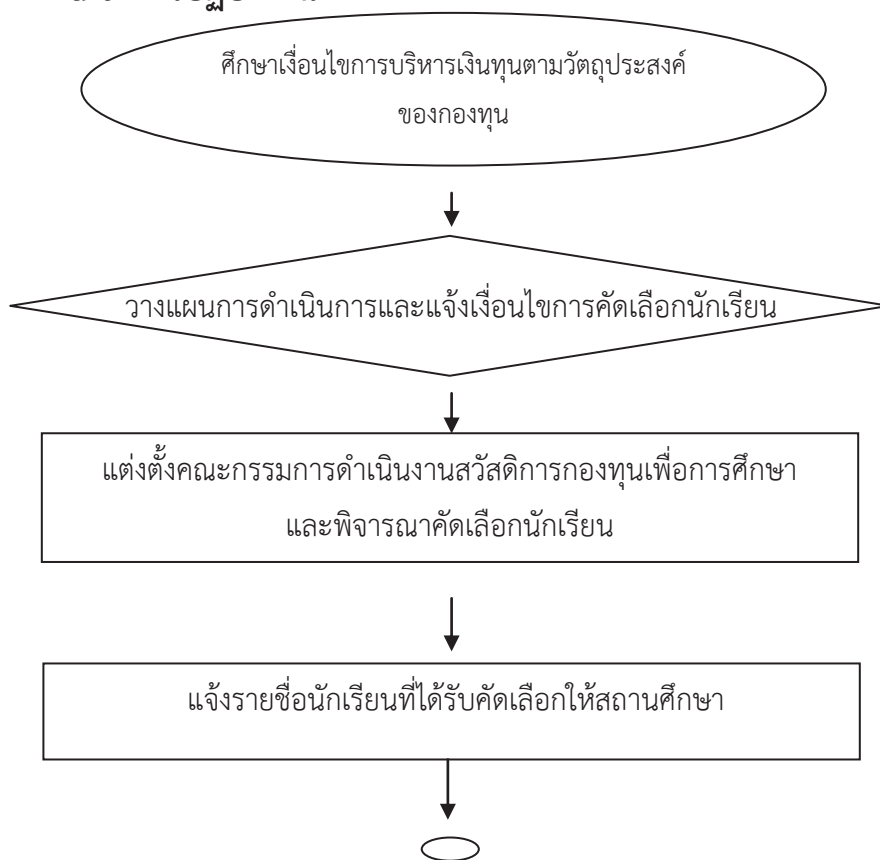 ศึกษาเงื่อนไขการบริหารเงินทุนตามวัตถุประสงค์
ของกองทุน
วางแผนการดำเนินการและแจ้งเงื่อนไขการคัดเลือกนักเรียน
แต่งตั้งคณะกรรมการดำเนินงานสวัสดิการกองทุนเพื่อการศึกษา
และพิจารณาคัดเลือกนักเรียน
แจ้งรายชื่อนักเรียนที่ได้รับคัดเลือกให้สถานศึกษา